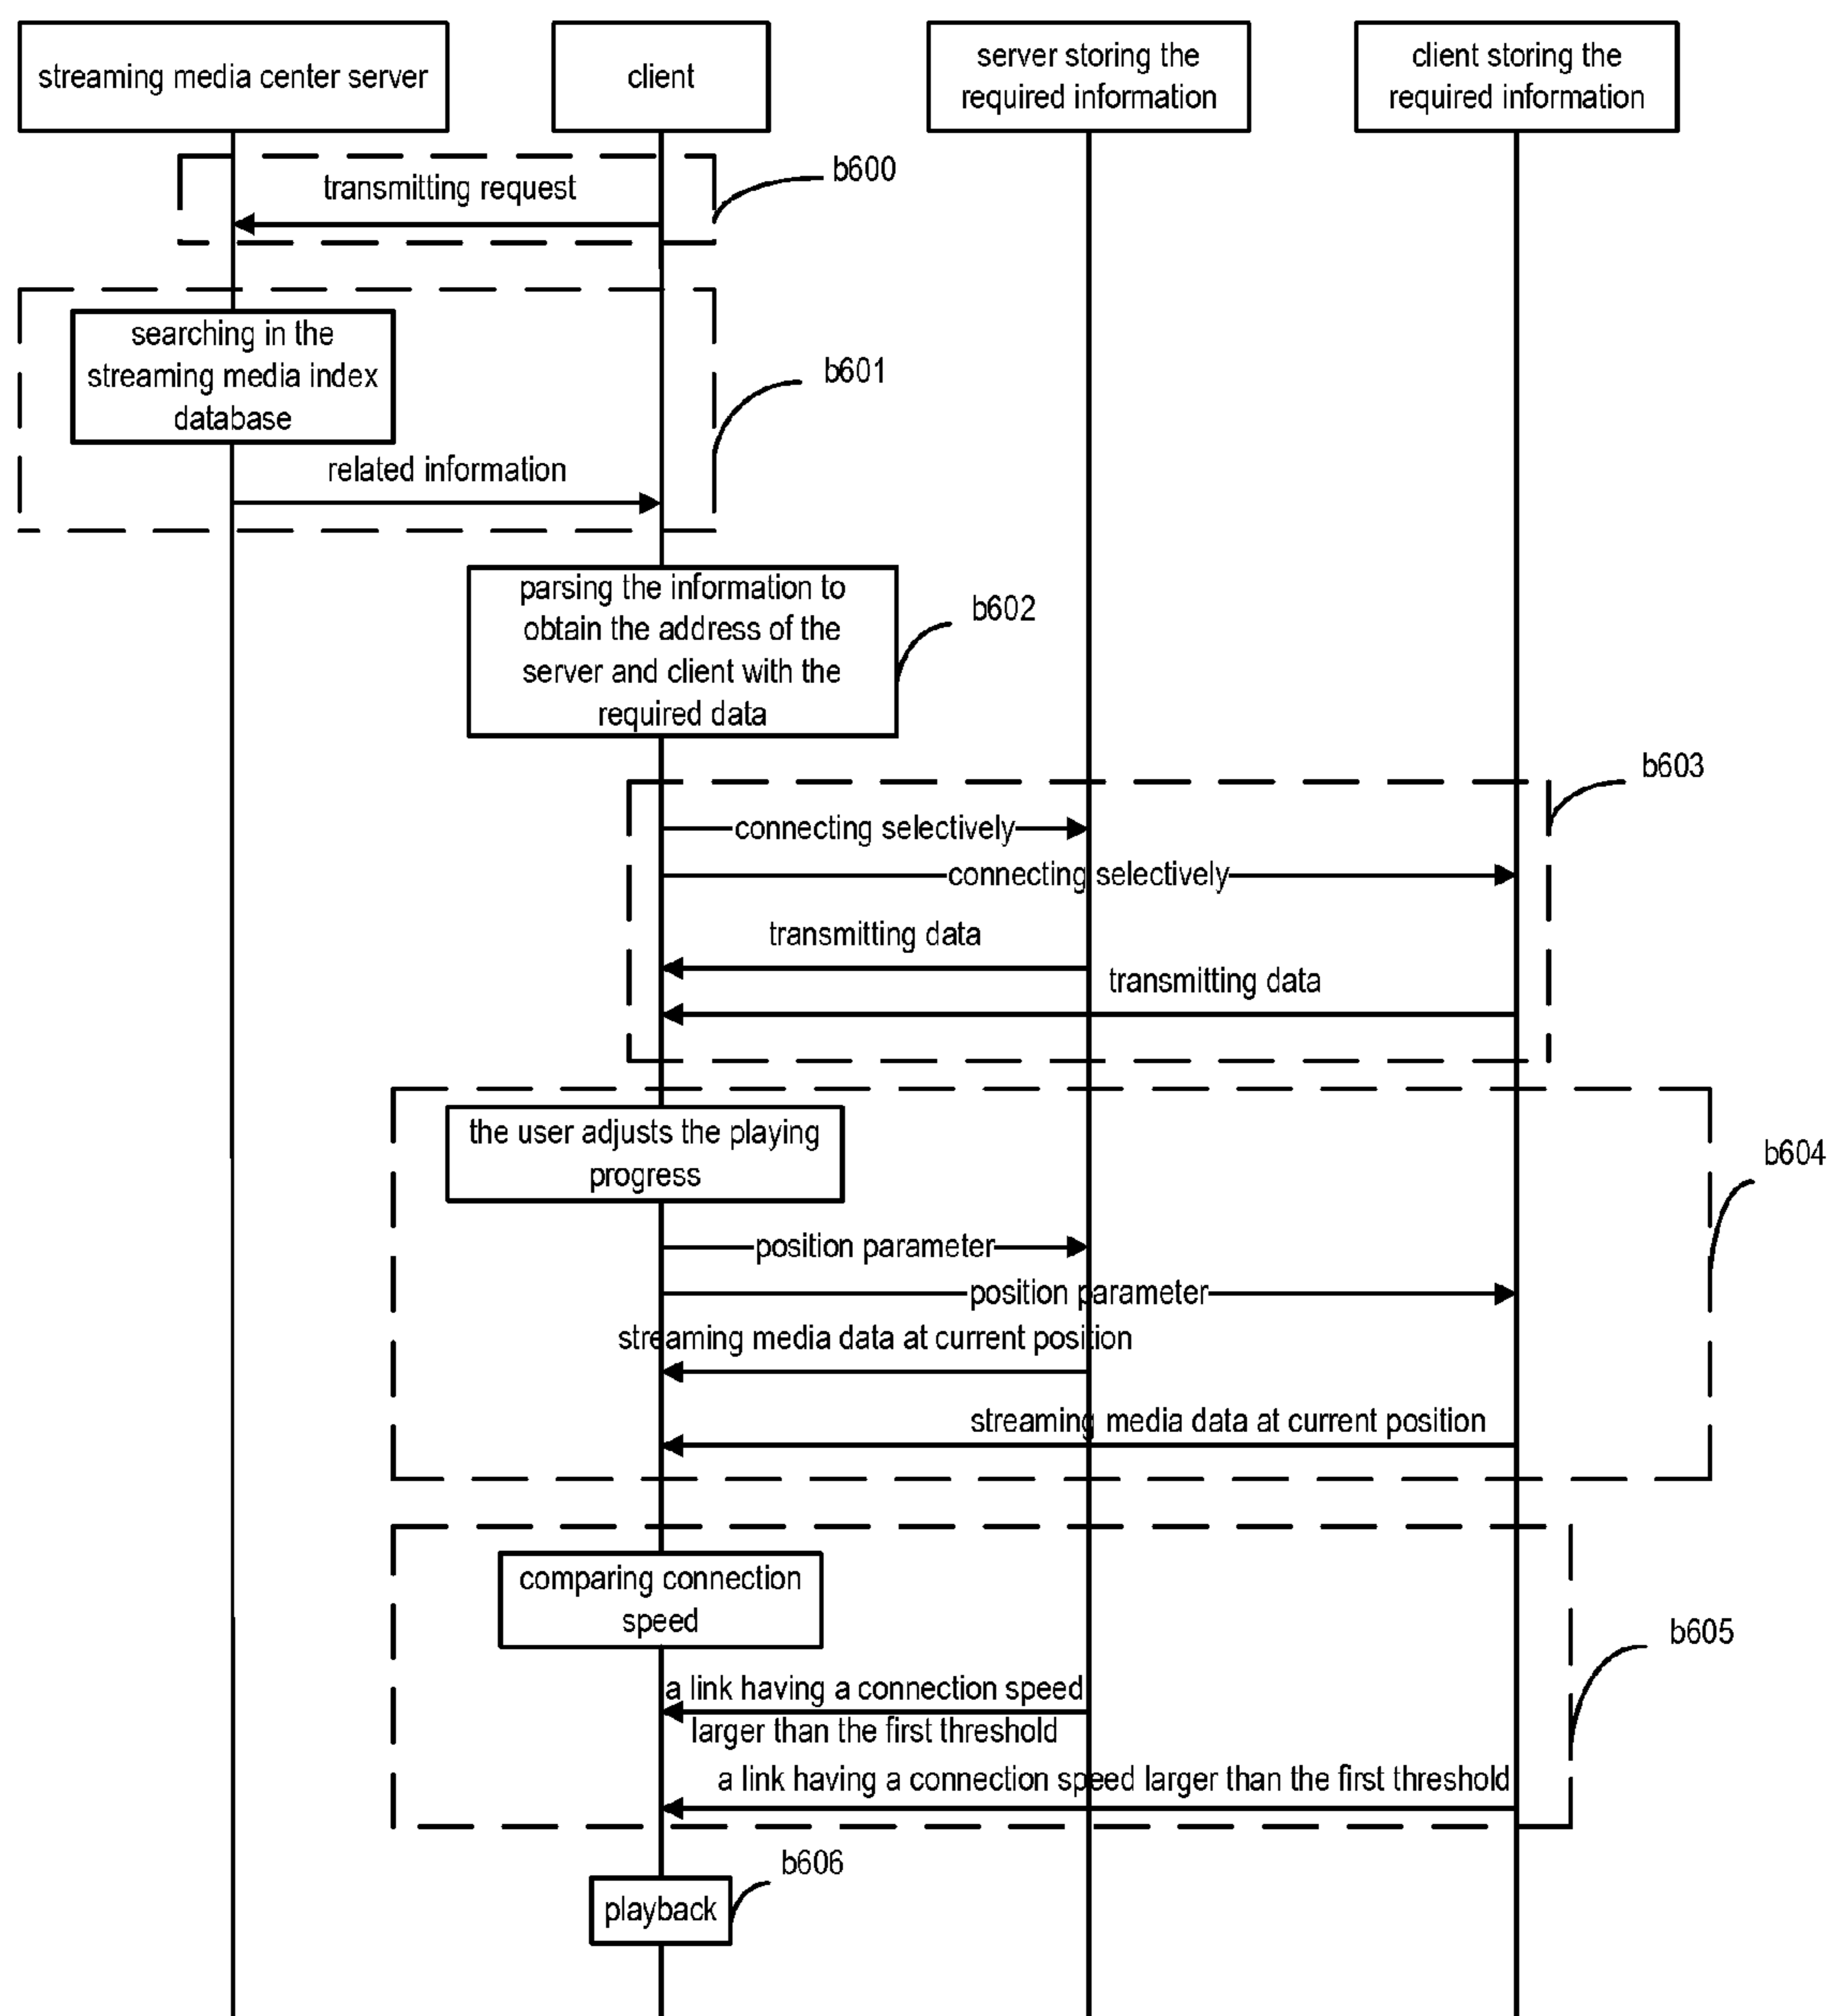 streaming media center server
client
server storing the
required information
client storing the
required information
transmitting request
b600
searching in the
streaming media index
database
b601
related information
parsing the information to
obtain the address of the
server and client with the
required data
b602
b603
connecting selectively
connecting selectively
transmitting data
transmitting data
the user adjusts the playing
progress
b604
position parameter
position parameter
streaming media data at current position
streaming media data at current position
comparing connection
speed
b605
a link having a connection speed
larger than the first threshold
a link having a connection speed larger than the first threshold
b606
playback